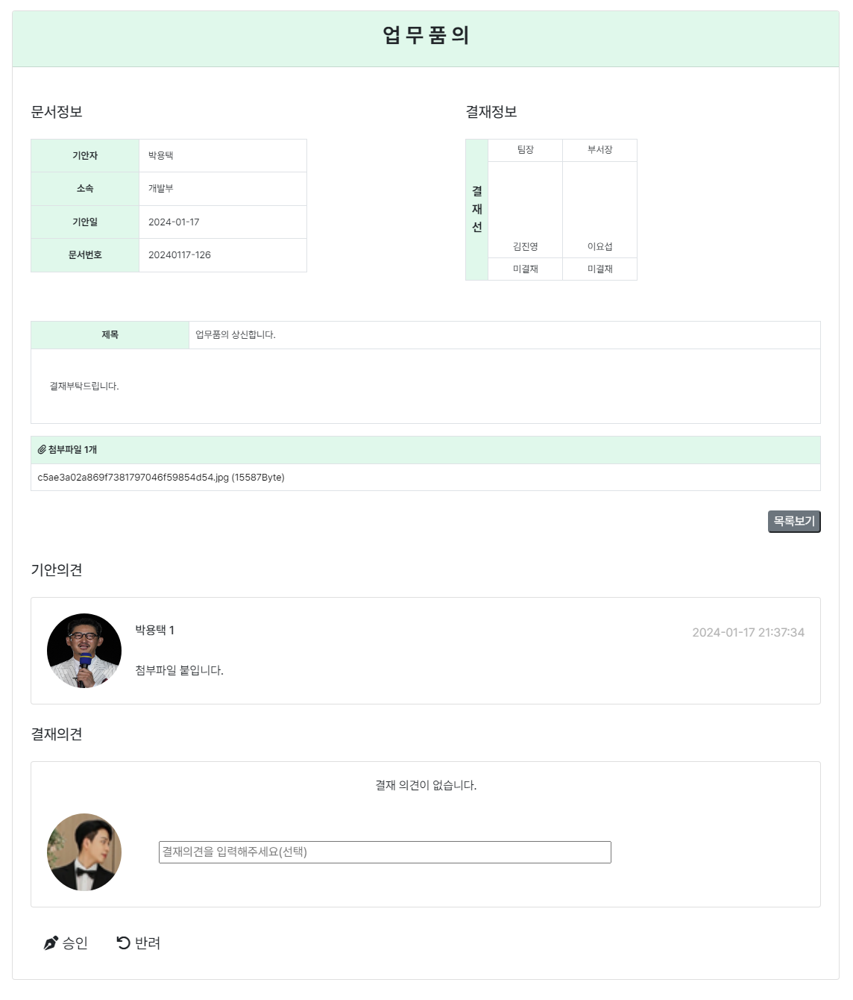 업 무 품 의
문서정보
기안자 박용택
소속 개발부
기안일 2024-01-17
문서번호 20240117-126
결재정보
결재선
팀장 부서장
김진영 이요섭
미결재 미결재
제목 업무품의 상신합니다.
결재부탁드립니다.
첨부파일 1개
c5ae3a02a869f7381797046f59854d54.jpg (15587Byte)
목록보기
기안의견
박용택 1 2024-01-17 21:37:34
첨부파일 붙입니다.
결재의견
결재 의견이 없습니다.
결재의견을 입력해주세요(선택)
승인 반려